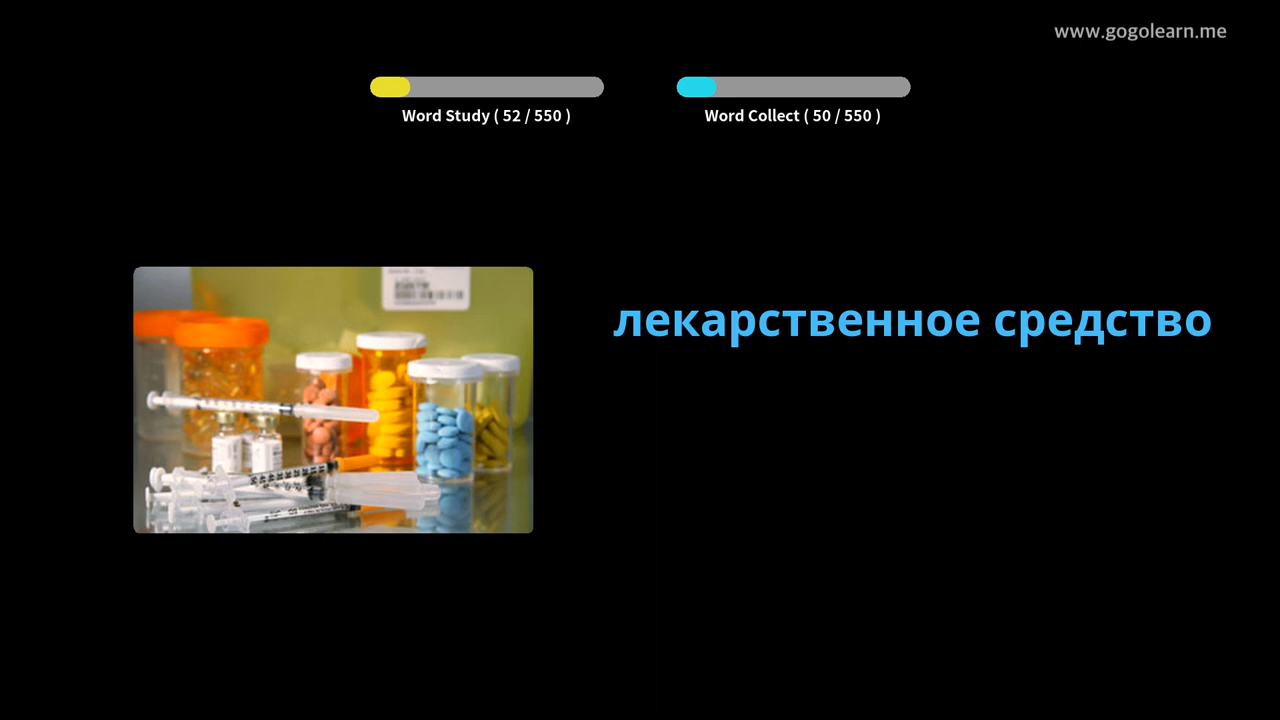 www.gogolearn.me
Word Study ( 52 / 550 )
Word Collect ( 50 / 550 )
лекарственное средство